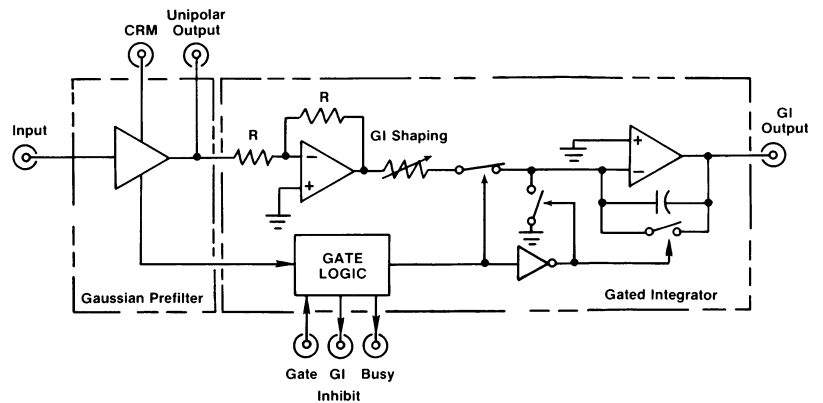 Unipolar
CRM Output
R
GI
Output
Input
R
GI Shaping
−
+
+
−
GATE
LOGIC
Gaussian Prefilter
Gated Integrator
Gate GI Busy
Inhibit